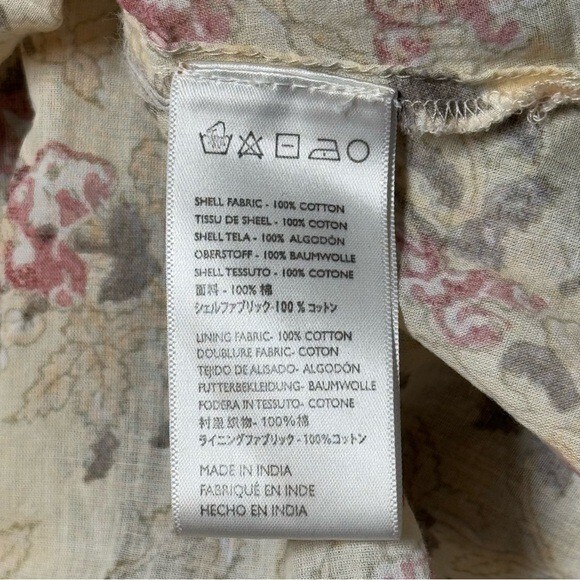 SHELL FABRIC - 100% COTTON
TISSU DE SHEEL - 100% COTON
SHELL TELA - 100% ALGODÓN
OBERSTOFF - 100% BAUMWOLLE
SHELL TESSUTO - 100% COTONE
面料 - 100% 棉
シェルファブリック - 100 % コットン
LINING FABRIC- 100% COTTON
DOUBLURE FABRIC- COTON
TEJIDO DE ALISADO- ALGODÓN
FUTTERBEKLEIDUNG- BAUMWOLLE
FODERA IN TESSUTO- COTONE
村里织物- 100%棉
ライニングファブリック - 100%コットン
MADE IN INDIA
FABRIQUÉ EN INDE
HECHO EN INDIA